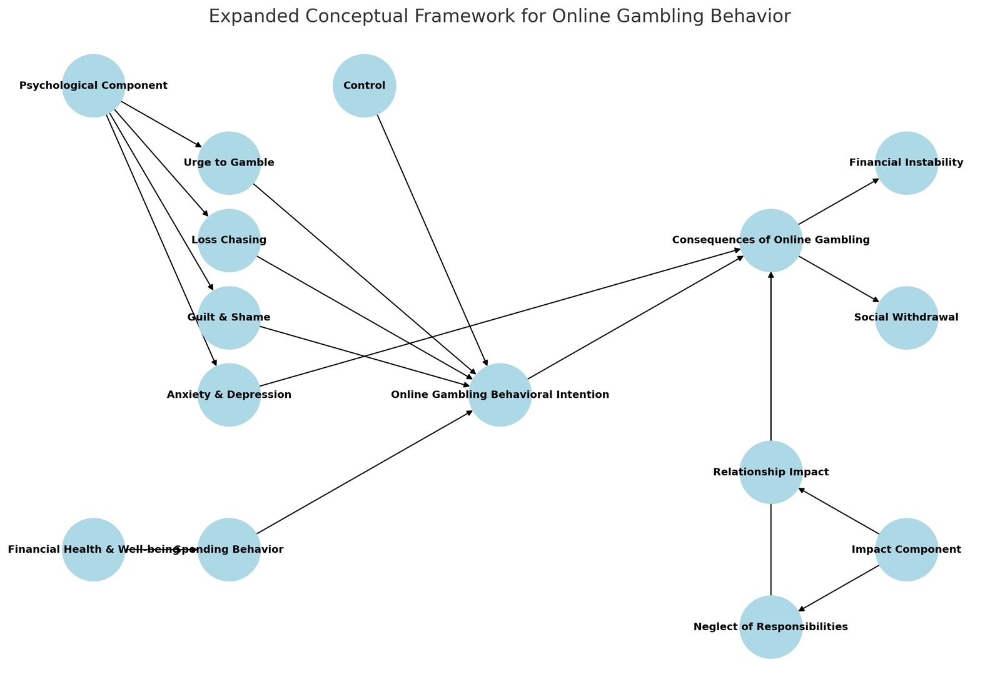 Expanded Conceptual Framework for Online Gambling Behavior
Psychological Component
Control
Urge to Gamble
Financial Instability
Loss Chasing
Consequences of Online Gambling
Guilt & Shame
Social Withdrawal
Anxiety & Depression
Online Gambling Behavioral Intention
Relationship Impact
Financial Health & Well-being
Spending Behavior
Impact Component
Neglect of Responsibilities